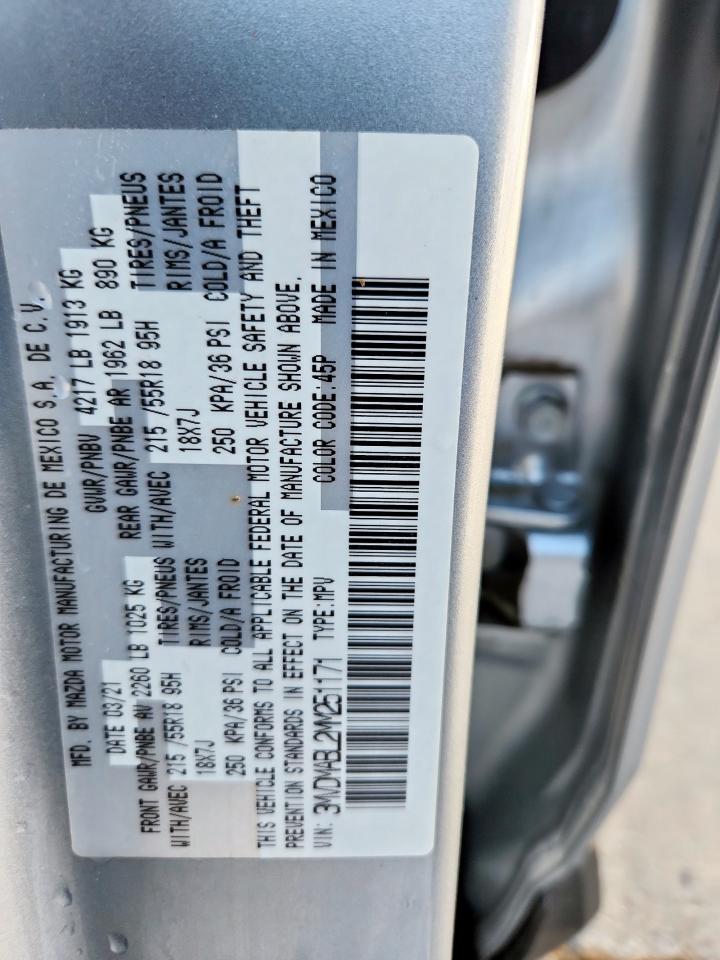 MFD. BY MAZDA MOTOR MANUFACTURING DE MEXICO S.A. DE C.V.
DATE 03/21 GVWR/PNBV 4217 LB 1913 KG
FRONT GAWR/PNBE AV 2260 LB 1025 KG REAR GAWR/PNBE AR 1962 LB 890 KG
WITH/AVEC 215 /55R18 95H TIRES/PNEUS WITH/AVEC 215 /55R18 95H TIRES/PNEUS
18X7J RIMS/JANTES 18X7J RIMS/JANTES
250 KPA/36 PSI COLD/A FROID 250 KPA/36 PSI COLD/A FROID
THIS VEHICLE CONFORMS TO ALL APPLICABLE FEDERAL MOTOR VEHICLE SAFETY AND THEFT
PREVENTION STANDARDS IN EFFECT ON THE DATE OF MANUFACTURE SHOWN ABOVE.
VIN: 3MVDMABL2MM251171 TYPE:MPV COLOR CODE:45P MADE IN MEXICO